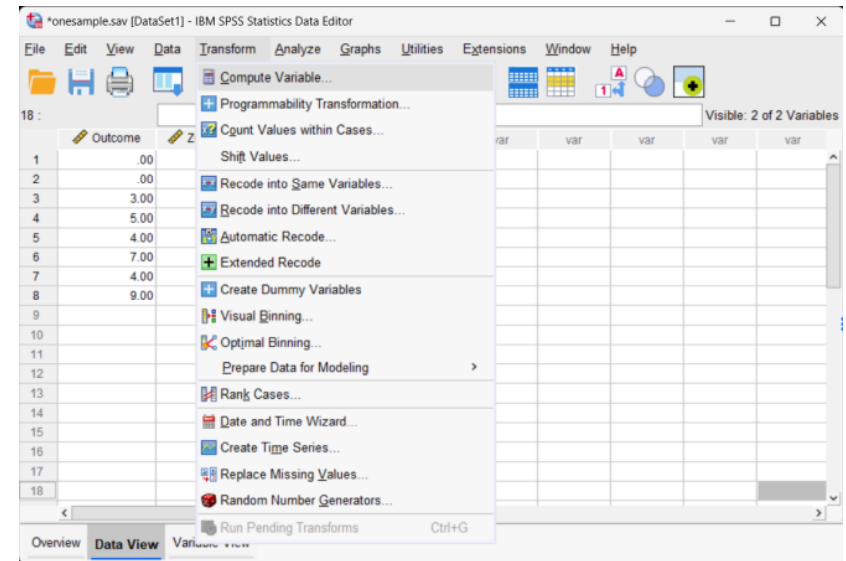 *onesample.sav [DataSet1] - IBM SPSS Statistics Data Editor
File Edit View Data Transform Analyze Graphs Utilities Extensions Window Help
18 :
Visible: 2 of 2 Variables
Outcome Z var var var var var
1 .00
2 .00
3 3.00
4 5.00
5 4.00
6 7.00
7 4.00
8 9.00
9
10
11
12
13
14
15
16
17
18
Compute Variable...
Programmability Transformation...
Count Values within Cases...
Shift Values...
Recode into Same Variables...
Recode into Different Variables...
Automatic Recode...
Extended Recode
Create Dummy Variables
Visual Binning...
Optimal Binning...
Prepare Data for Modeling >
Rank Cases...
Date and Time Wizard...
Create Time Series...
Replace Missing Values...
Random Number Generators...
Run Pending Transforms Ctrl+G
Overview Data View Variable View